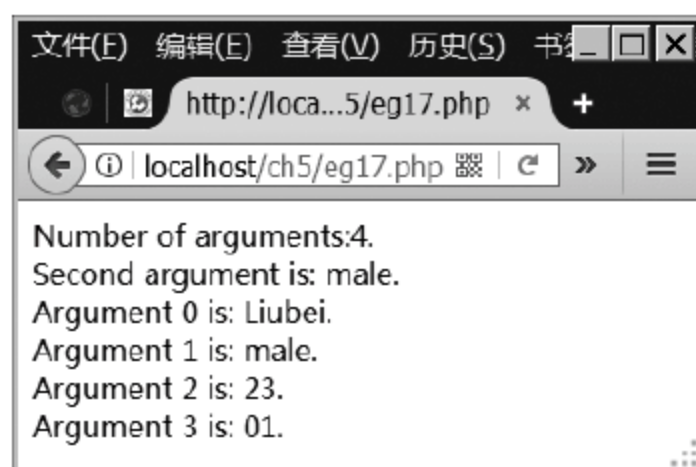 文件(F) 编辑(E) 查看(V) 历史(S) 书
http://loca...5/eg17.php × +
localhost/ch5/eg17.php
Number of arguments:4.
Second argument is: male.
Argument 0 is: Liubei.
Argument 1 is: male.
Argument 2 is: 23.
Argument 3 is: 01.